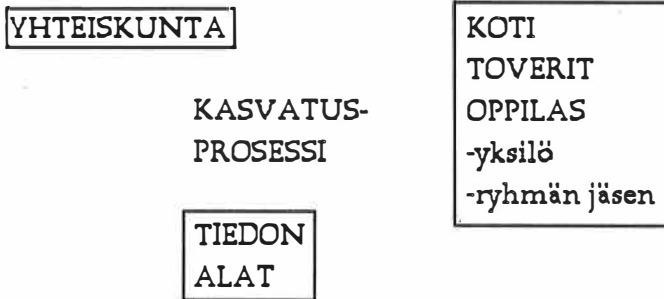 YHTEISKUNTA
KASVATUS-
PROSESSI
TIEDON
ALAT
KOTI
TOVERIT
OPPILAS
-yksilö
-ryhmän jäsen